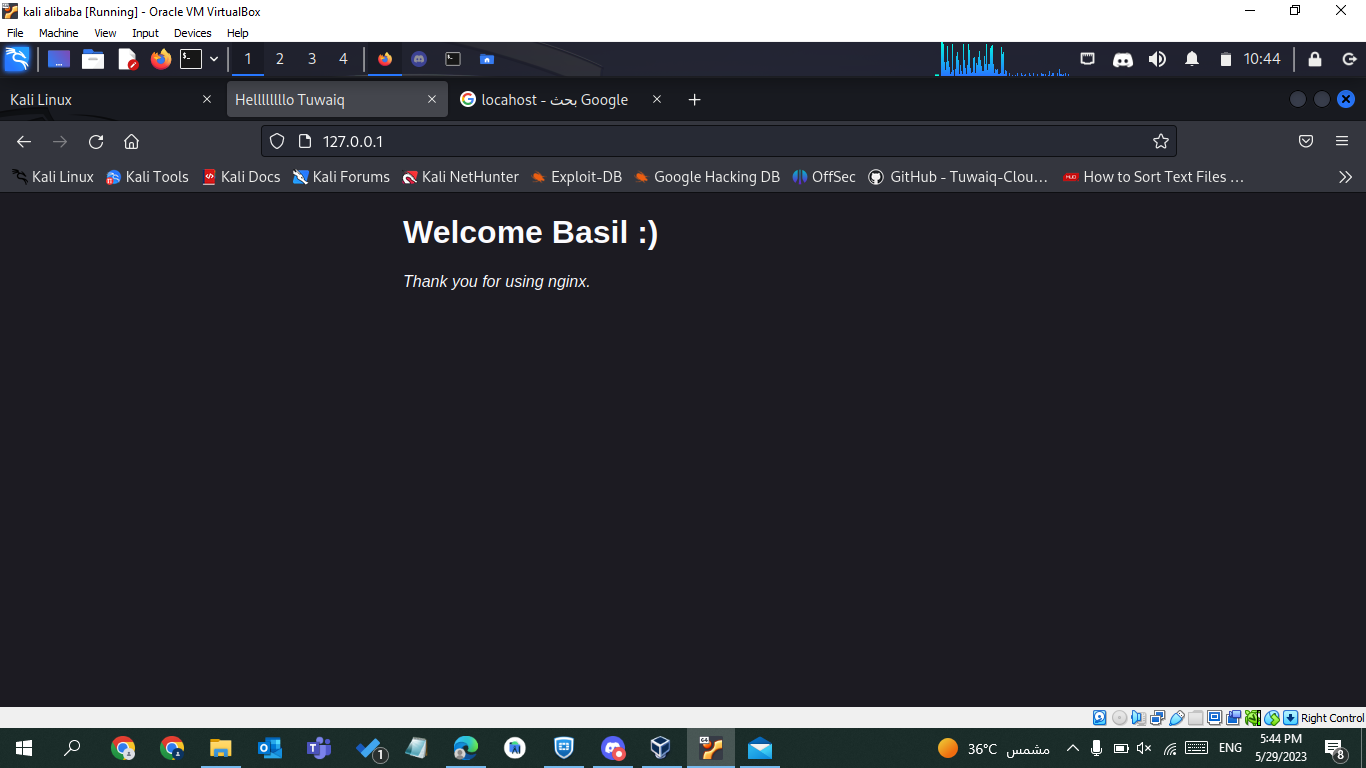 kali alibaba [Running] - Oracle VM VirtualBox
File Machine View Input Devices Help
1 2 3 4 10:44
Kali Linux Helllllllo Tuwaiq locahost - بحث Google
127.0.0.1
Kali Linux Kali Tools Kali Docs Kali Forums Kali NetHunter Exploit-DB Google Hacking DB OffSec GitHub - Tuwaiq-Clou… How to Sort Text Files …
Welcome Basil :)
Thank you for using nginx.
Right Control
1 36°C مشمس ENG 5:44 PM
5/29/2023 8